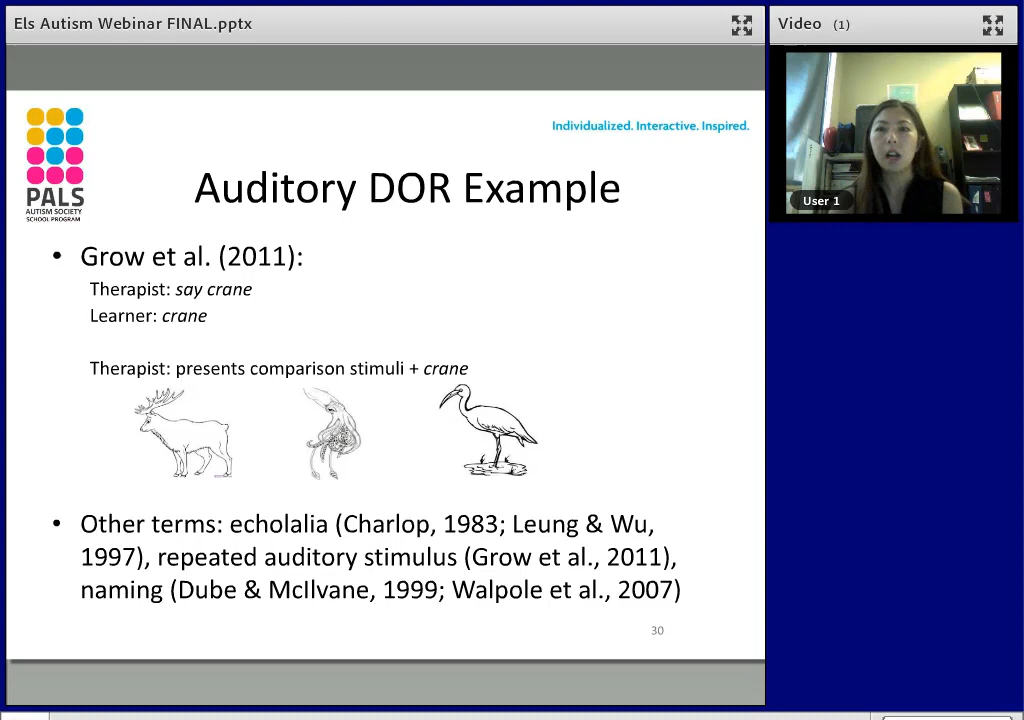 Els Autism Webinar FINAL.pptx
Video (1)
User 1
PALS
AUTISM SOCIETY
SCHOOL PROGRAM
Individualized. Interactive. Inspired.
Auditory DOR Example
• Grow et al. (2011):
Therapist: say crane
Learner: crane
Therapist: presents comparison stimuli + crane
• Other terms: echolalia (Charlop, 1983; Leung & Wu,
1997), repeated auditory stimulus (Grow et al., 2011),
naming (Dube & McIlvane, 1999; Walpole et al., 2007)
30